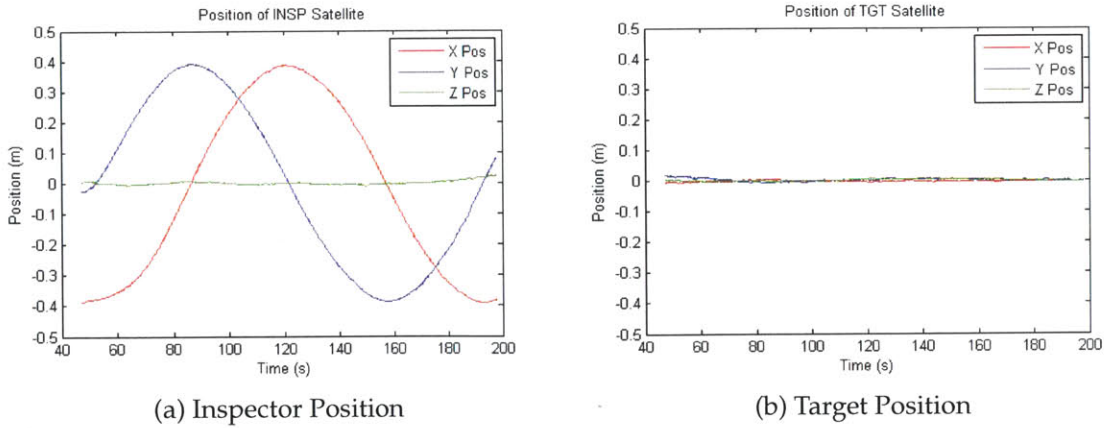 Position of INSP Satellite
0.5
0.4
0.3
0.2
0.1
0
-0.1
-0.2
-0.3
-0.4
-0.5
Position (m)
X Pos
Y Pos
Z Pos
40 60 80 100 120 140 160 180 200
Time (s)
(a) Inspector Position
Position of TGT Satellite
0.5
0.4
0.3
0.2
0.1
0
-0.1
-0.2
-0.3
-0.4
-0.5
Position (m)
X Pos
Y Pos
Z Pos
40 60 80 100 120 140 160 180 200
Time (s)
(b) Target Position